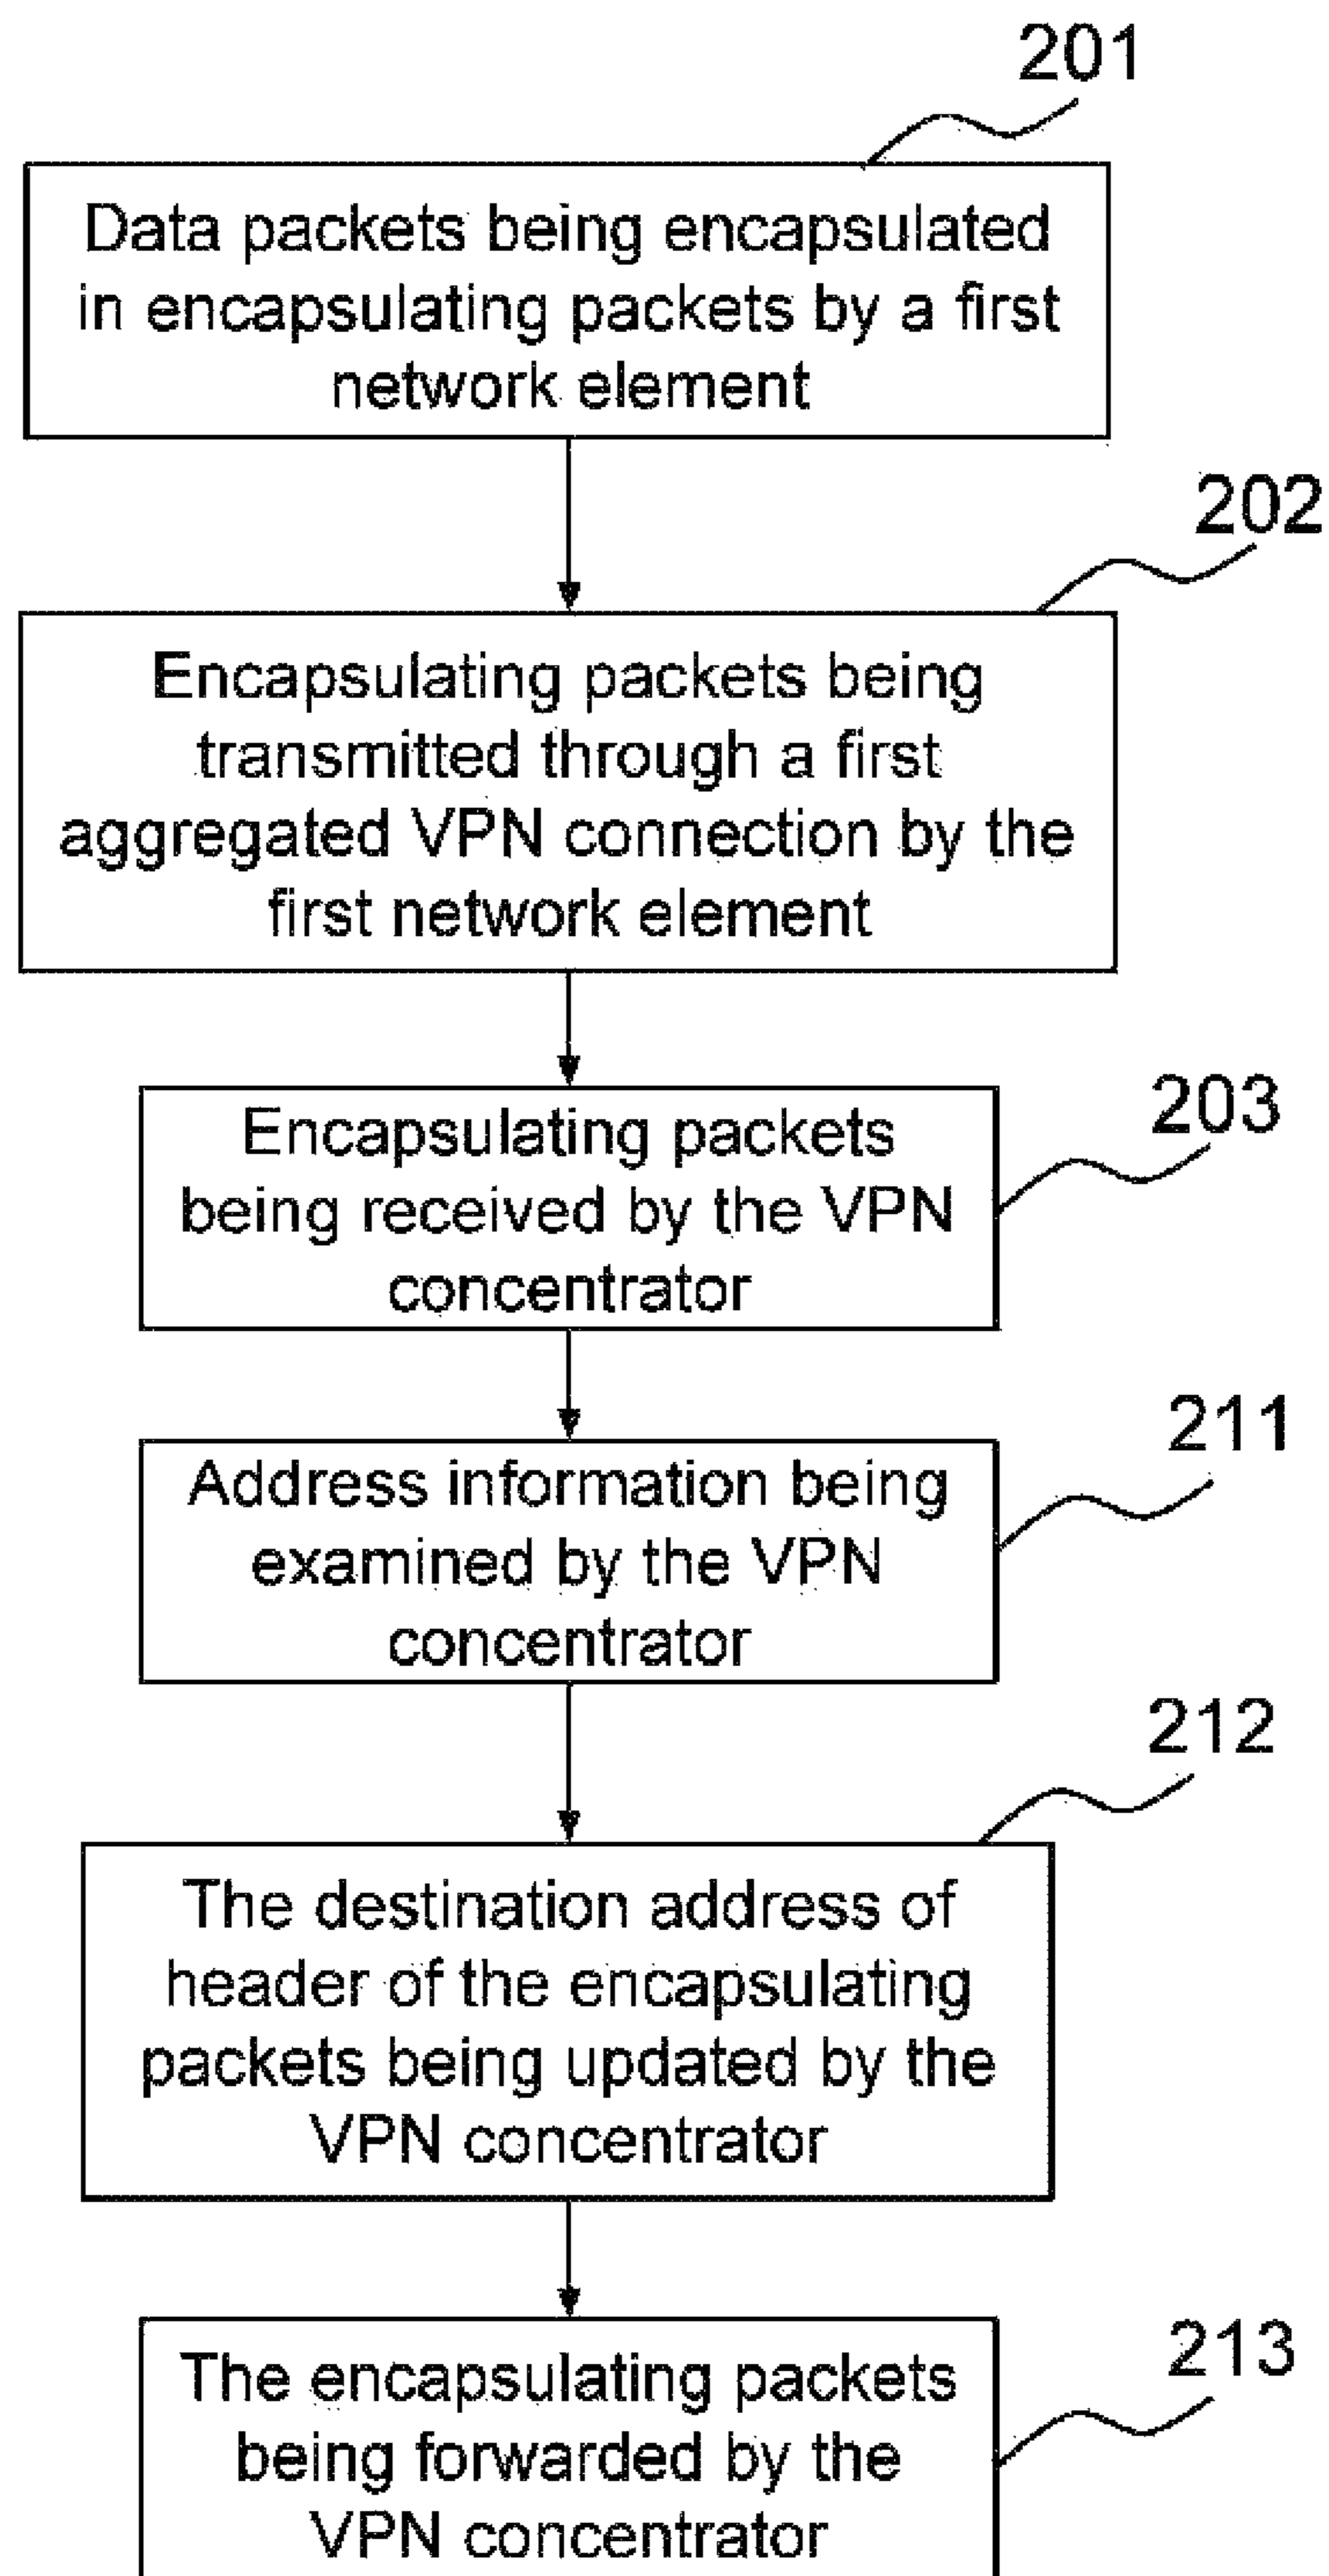 201
Data packets being encapsulated
in encapsulating packets by a first
network element
202
Encapsulating packets being
transmitted through a first
aggregated VPN connection by the
first network element
203
Encapsulating packets
being received by the VPN
concentrator
211
Address information being
examined by the VPN
concentrator
212
The destination address of
header of the encapsulating
packets being updated by the
VPN concentrator
213
The encapsulating packets
being forwarded by the
VPN concentrator